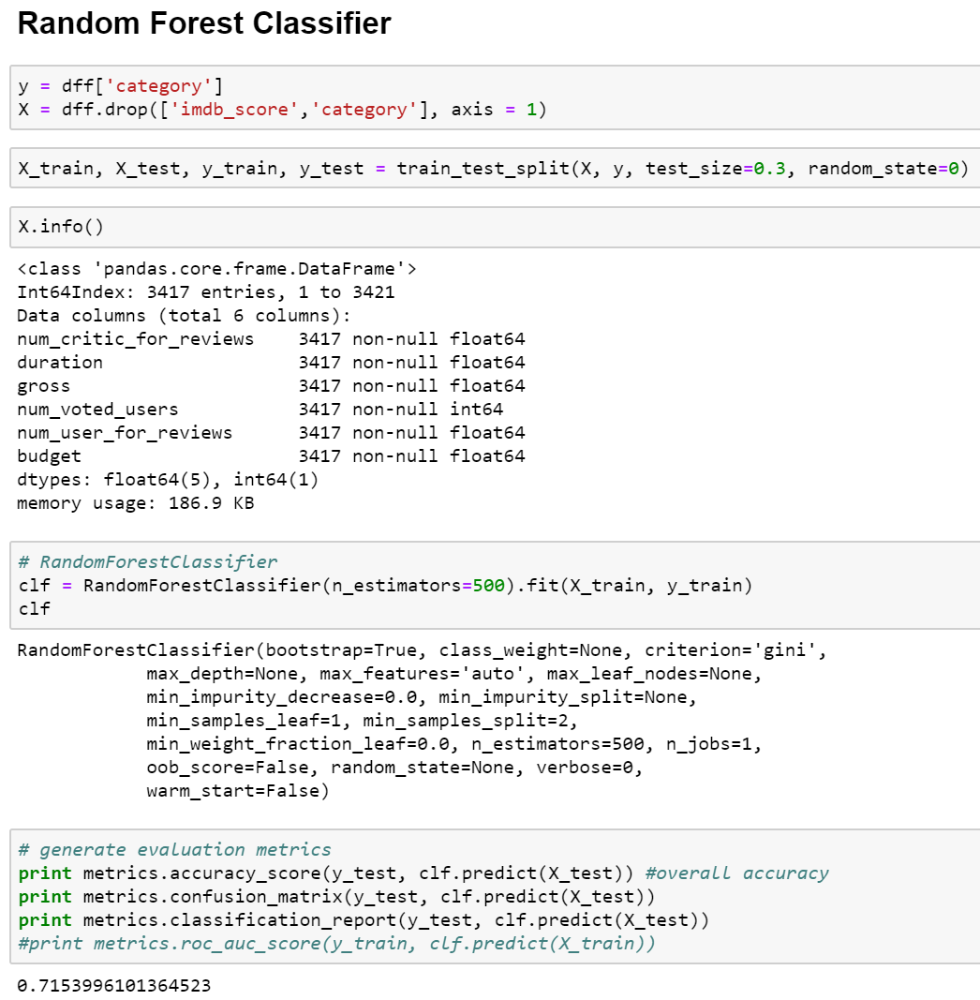 Random Forest Classifier
y = dff['category']
X = dff.drop(['imdb_score','category'], axis = 1)
X_train, X_test, y_train, y_test = train_test_split(X, y, test_size=0.3, random_state=0)
X.info()
<class 'pandas.core.frame.DataFrame'>
Int64Index: 3417 entries, 1 to 3421
Data columns (total 6 columns):
num_critic_for_reviews    3417 non-null float64
duration                  3417 non-null float64
gross                     3417 non-null float64
num_voted_users           3417 non-null int64
num_user_for_reviews      3417 non-null float64
budget                    3417 non-null float64
dtypes: float64(5), int64(1)
memory usage: 186.9 KB
# RandomForestClassifier
clf = RandomForestClassifier(n_estimators=500).fit(X_train, y_train)
clf
RandomForestClassifier(bootstrap=True, class_weight=None, criterion='gini',
            max_depth=None, max_features='auto', max_leaf_nodes=None,
            min_impurity_decrease=0.0, min_impurity_split=None,
            min_samples_leaf=1, min_samples_split=2,
            min_weight_fraction_leaf=0.0, n_estimators=500, n_jobs=1,
            oob_score=False, random_state=None, verbose=0,
            warm_start=False)
# generate evaluation metrics
print metrics.accuracy_score(y_test, clf.predict(X_test)) #overall accuracy
print metrics.confusion_matrix(y_test, clf.predict(X_test))
print metrics.classification_report(y_test, clf.predict(X_test))
#print metrics.roc_auc_score(y_train, clf.predict(X_train))
0.7153996101364523